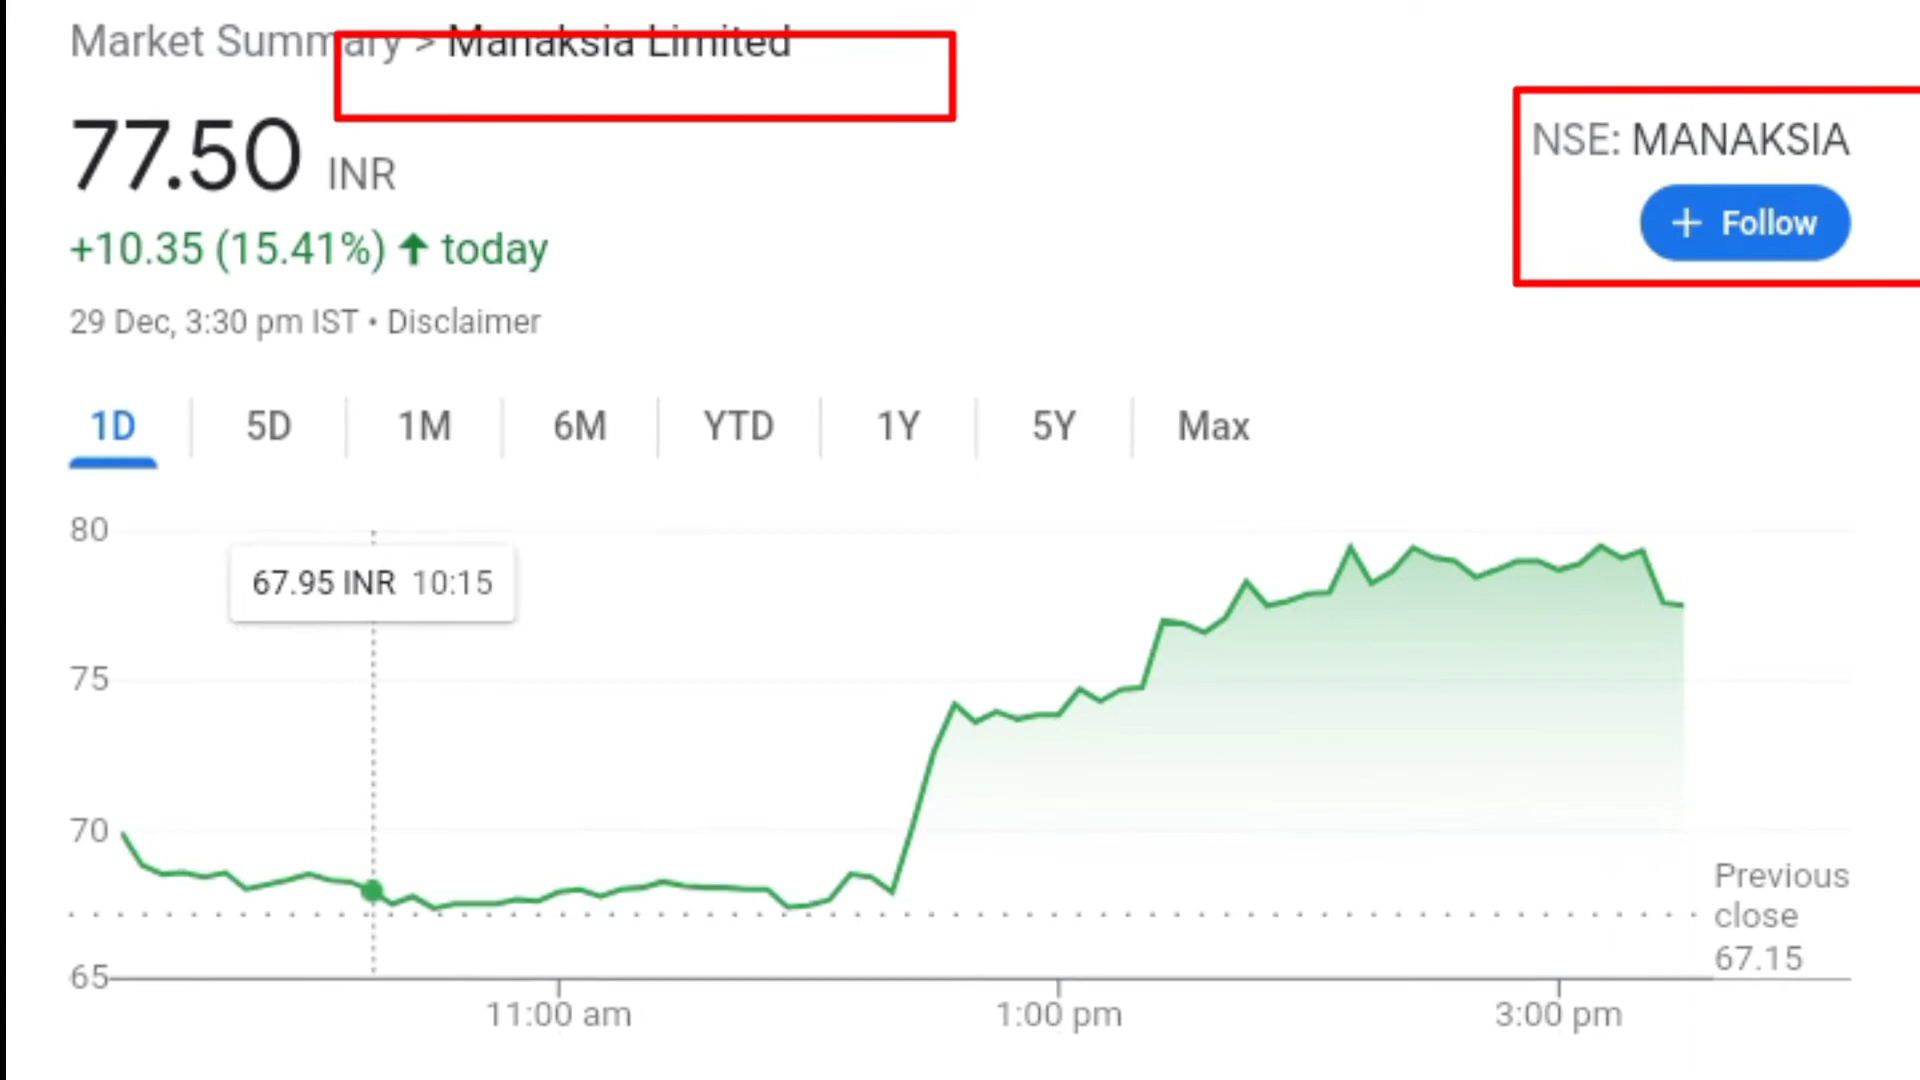 Market Summary > Manaksia Limited
77.50 INR
NSE: MANAKSIA
+ Follow
+10.35 (15.41%) ↑ today
29 Dec, 3:30 pm IST • Disclaimer
1D 5D 1M 6M YTD 1Y 5Y Max
80
67.95 INR 10:15
75
70
Previous
close
67.15
65
11:00 am 1:00 pm 3:00 pm